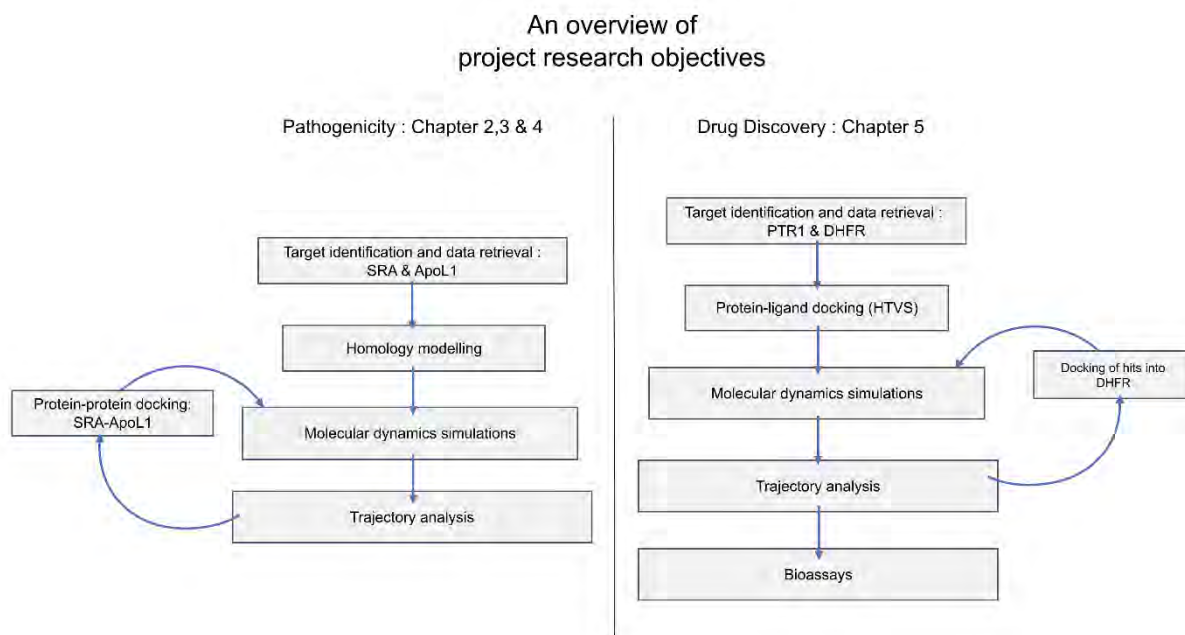 An overview of
project research objectives
Pathogenicity : Chapter 2,3 & 4
Target identification and data retrieval :
SRA & ApoL1
Homology modelling
Protein-protein docking:
SRA-ApoL1
Molecular dynamics simulations
Trajectory analysis
Drug Discovery : Chapter 5
Target identification and data retrieval :
PTR1 & DHFR
Protein-ligand docking (HTVS)
Docking of hits into
DHFR
Molecular dynamics simulations
Trajectory analysis
Bioassays